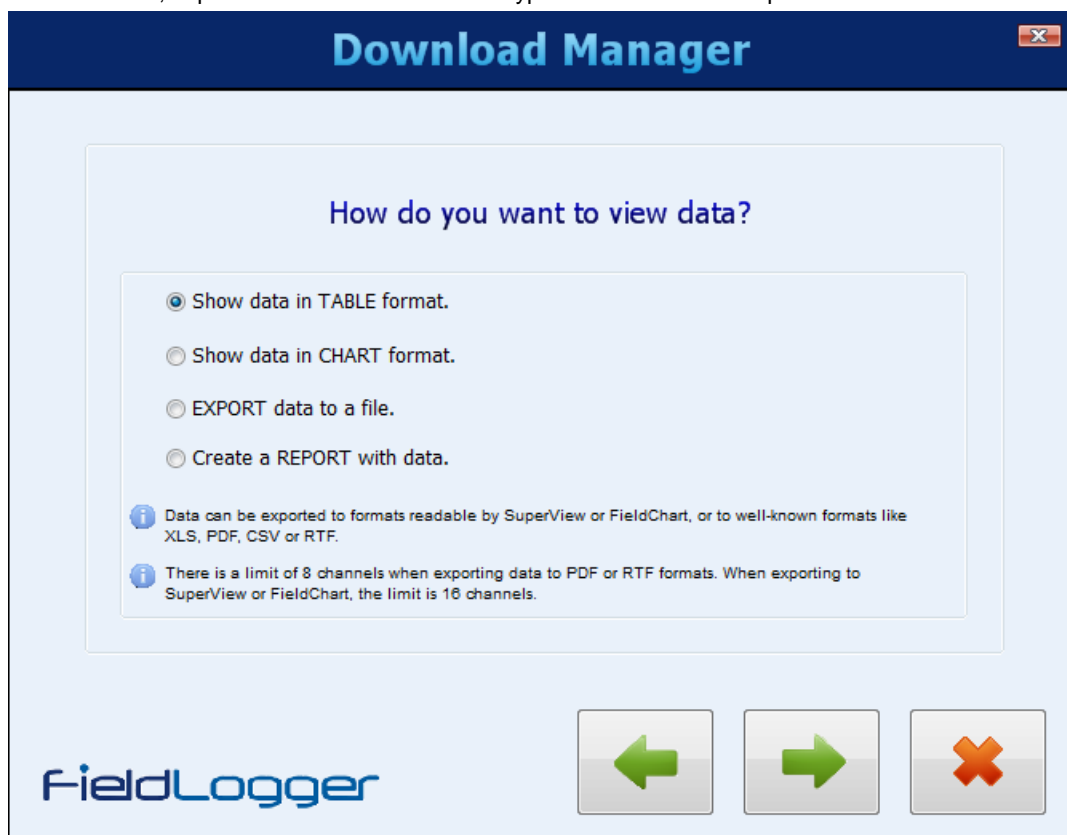 Download Manager
How do you want to view data?
Show data in TABLE format.
Show data in CHART format.
EXPORT data to a file.
Create a REPORT with data.
Data can be exported to formats readable by SuperView or FieldChart, or to well-known formats like
XLS, PDF, CSV or RTF.
There is a limit of 8 channels when exporting data to PDF or RTF formats. When exporting to
SuperView or FieldChart, the limit is 16 channels.
FieldLogger